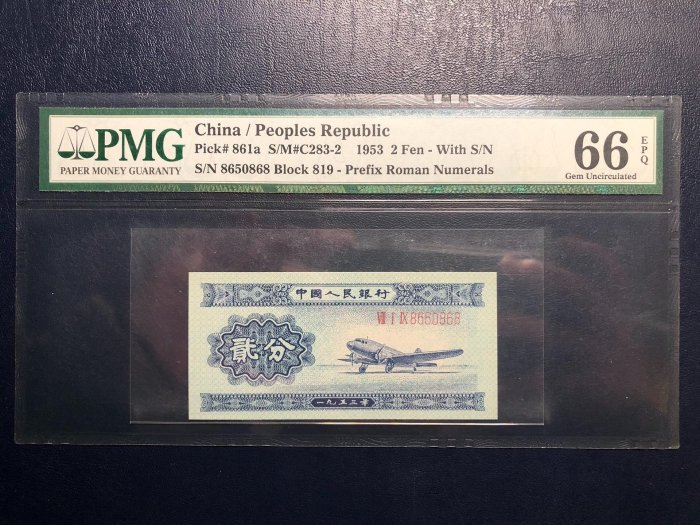 PMG
PAPER MONEY GUARANTY
China / Peoples Republic
Pick# 861a S/M#C283-2 1953 2 Fen - With S/N
S/N 8650868 Block 819 - Prefix Roman Numerals
66 EPQ
Gem Uncirculated
中國人民銀行
VIII I IX 8650868
貳分
一九五三年